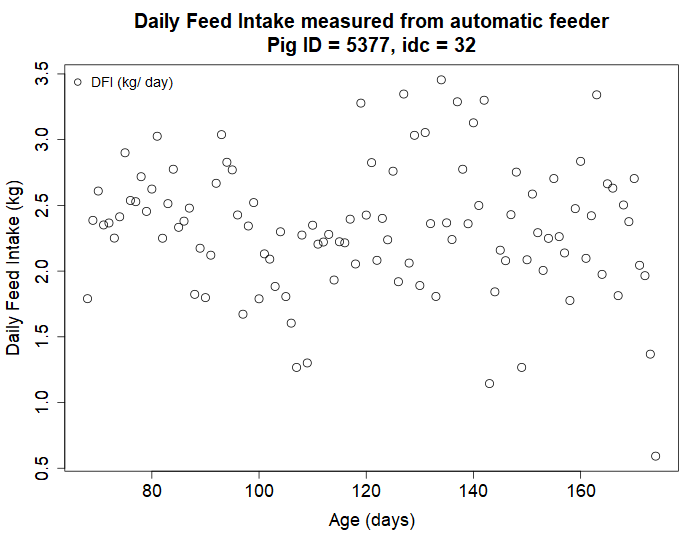 Daily Feed Intake measured from automatic feeder
Pig ID = 5377, idc = 32
DFI (kg/ day)
Daily Feed Intake (kg)
3.5
3.0
2.5
2.0
1.5
1.0
0.5
80 100 120 140 160
Age (days)